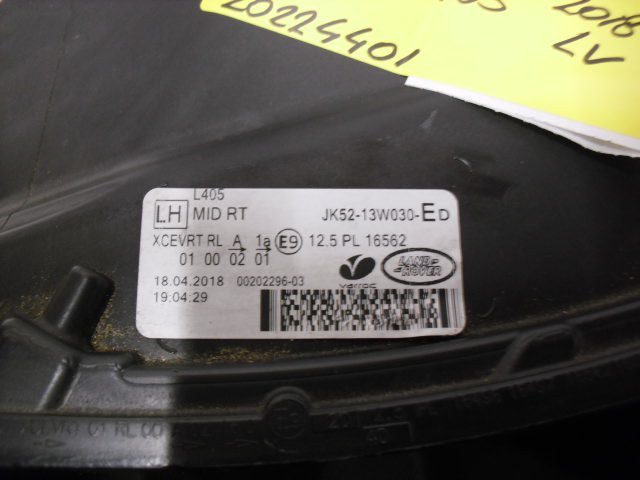 2018
LV
20224401
L405
LH MID RT JK52-13W030-ED
XCEVRT RL A 1a E9 12.5 PL 16562
01 00 02 01
LAND ROVER
18.04.2018 00202296-03
19:04:29